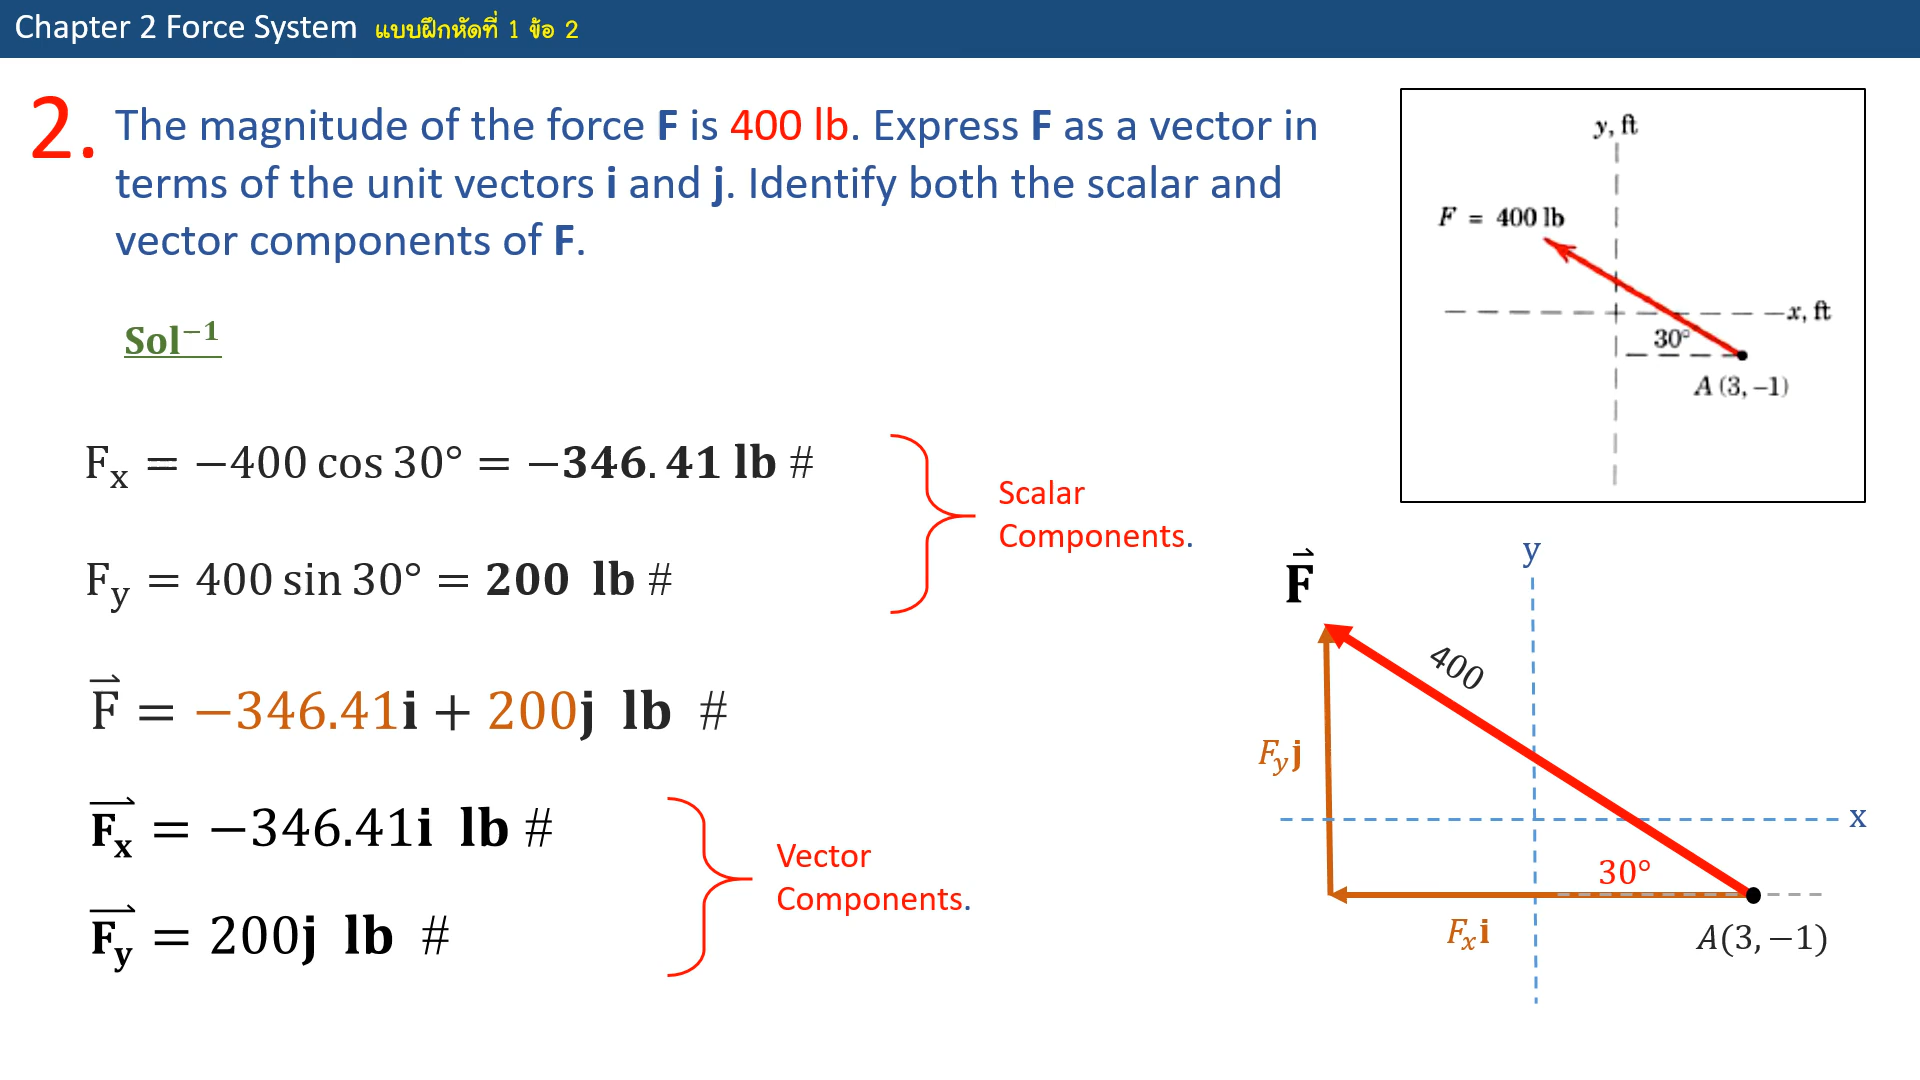 Chapter 2 Force System แบบฝึกหัดที่ 1 ข้อ 2
2. The magnitude of the force F is 400 lb. Express F as a vector in
terms of the unit vectors i and j. Identify both the scalar and
vector components of F.
y, ft
F = 400 lb
x, ft
30°
A (3, −1)
Sol⁻¹
Fₓ = −400 cos 30° = −346.41 lb #
Scalar
Components.
F_y = 400 sin 30° = 200 lb #
F⃗ = −346.41i + 200j lb #
F⃗ₓ = −346.41i lb #
Vector
Components.
F⃗_y = 200j lb #
y
F⃗
400
F_y j
x
30°
Fₓi
A(3, −1)